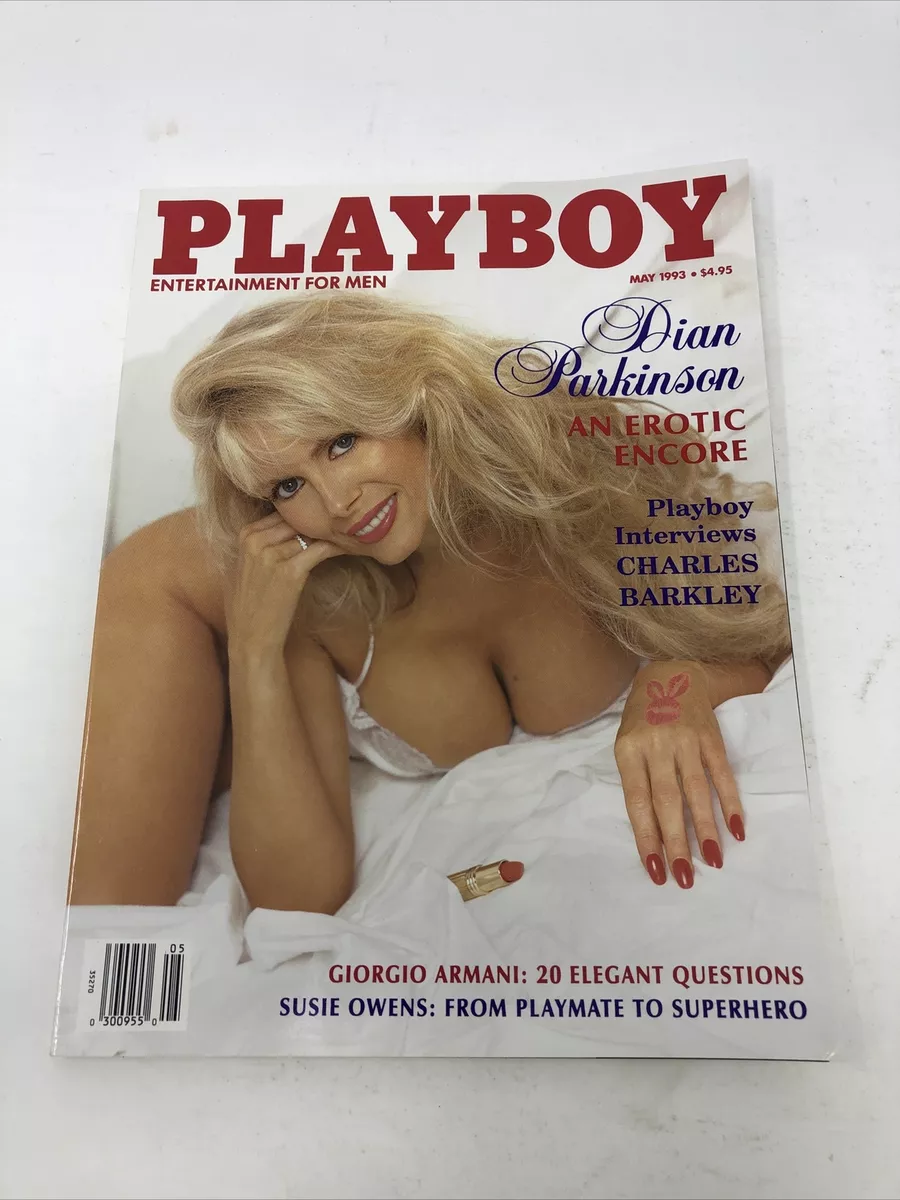 PLAYBOY
ENTERTAINMENT FOR MEN
MAY 1993 • $4.95
Dian
Parkinson
AN EROTIC
ENCORE
Playboy
Interviews
CHARLES
BARKLEY
GIORGIO ARMANI: 20 ELEGANT QUESTIONS
SUSIE OWENS: FROM PLAYMATE TO SUPERHERO
05
35270
0 300955 0